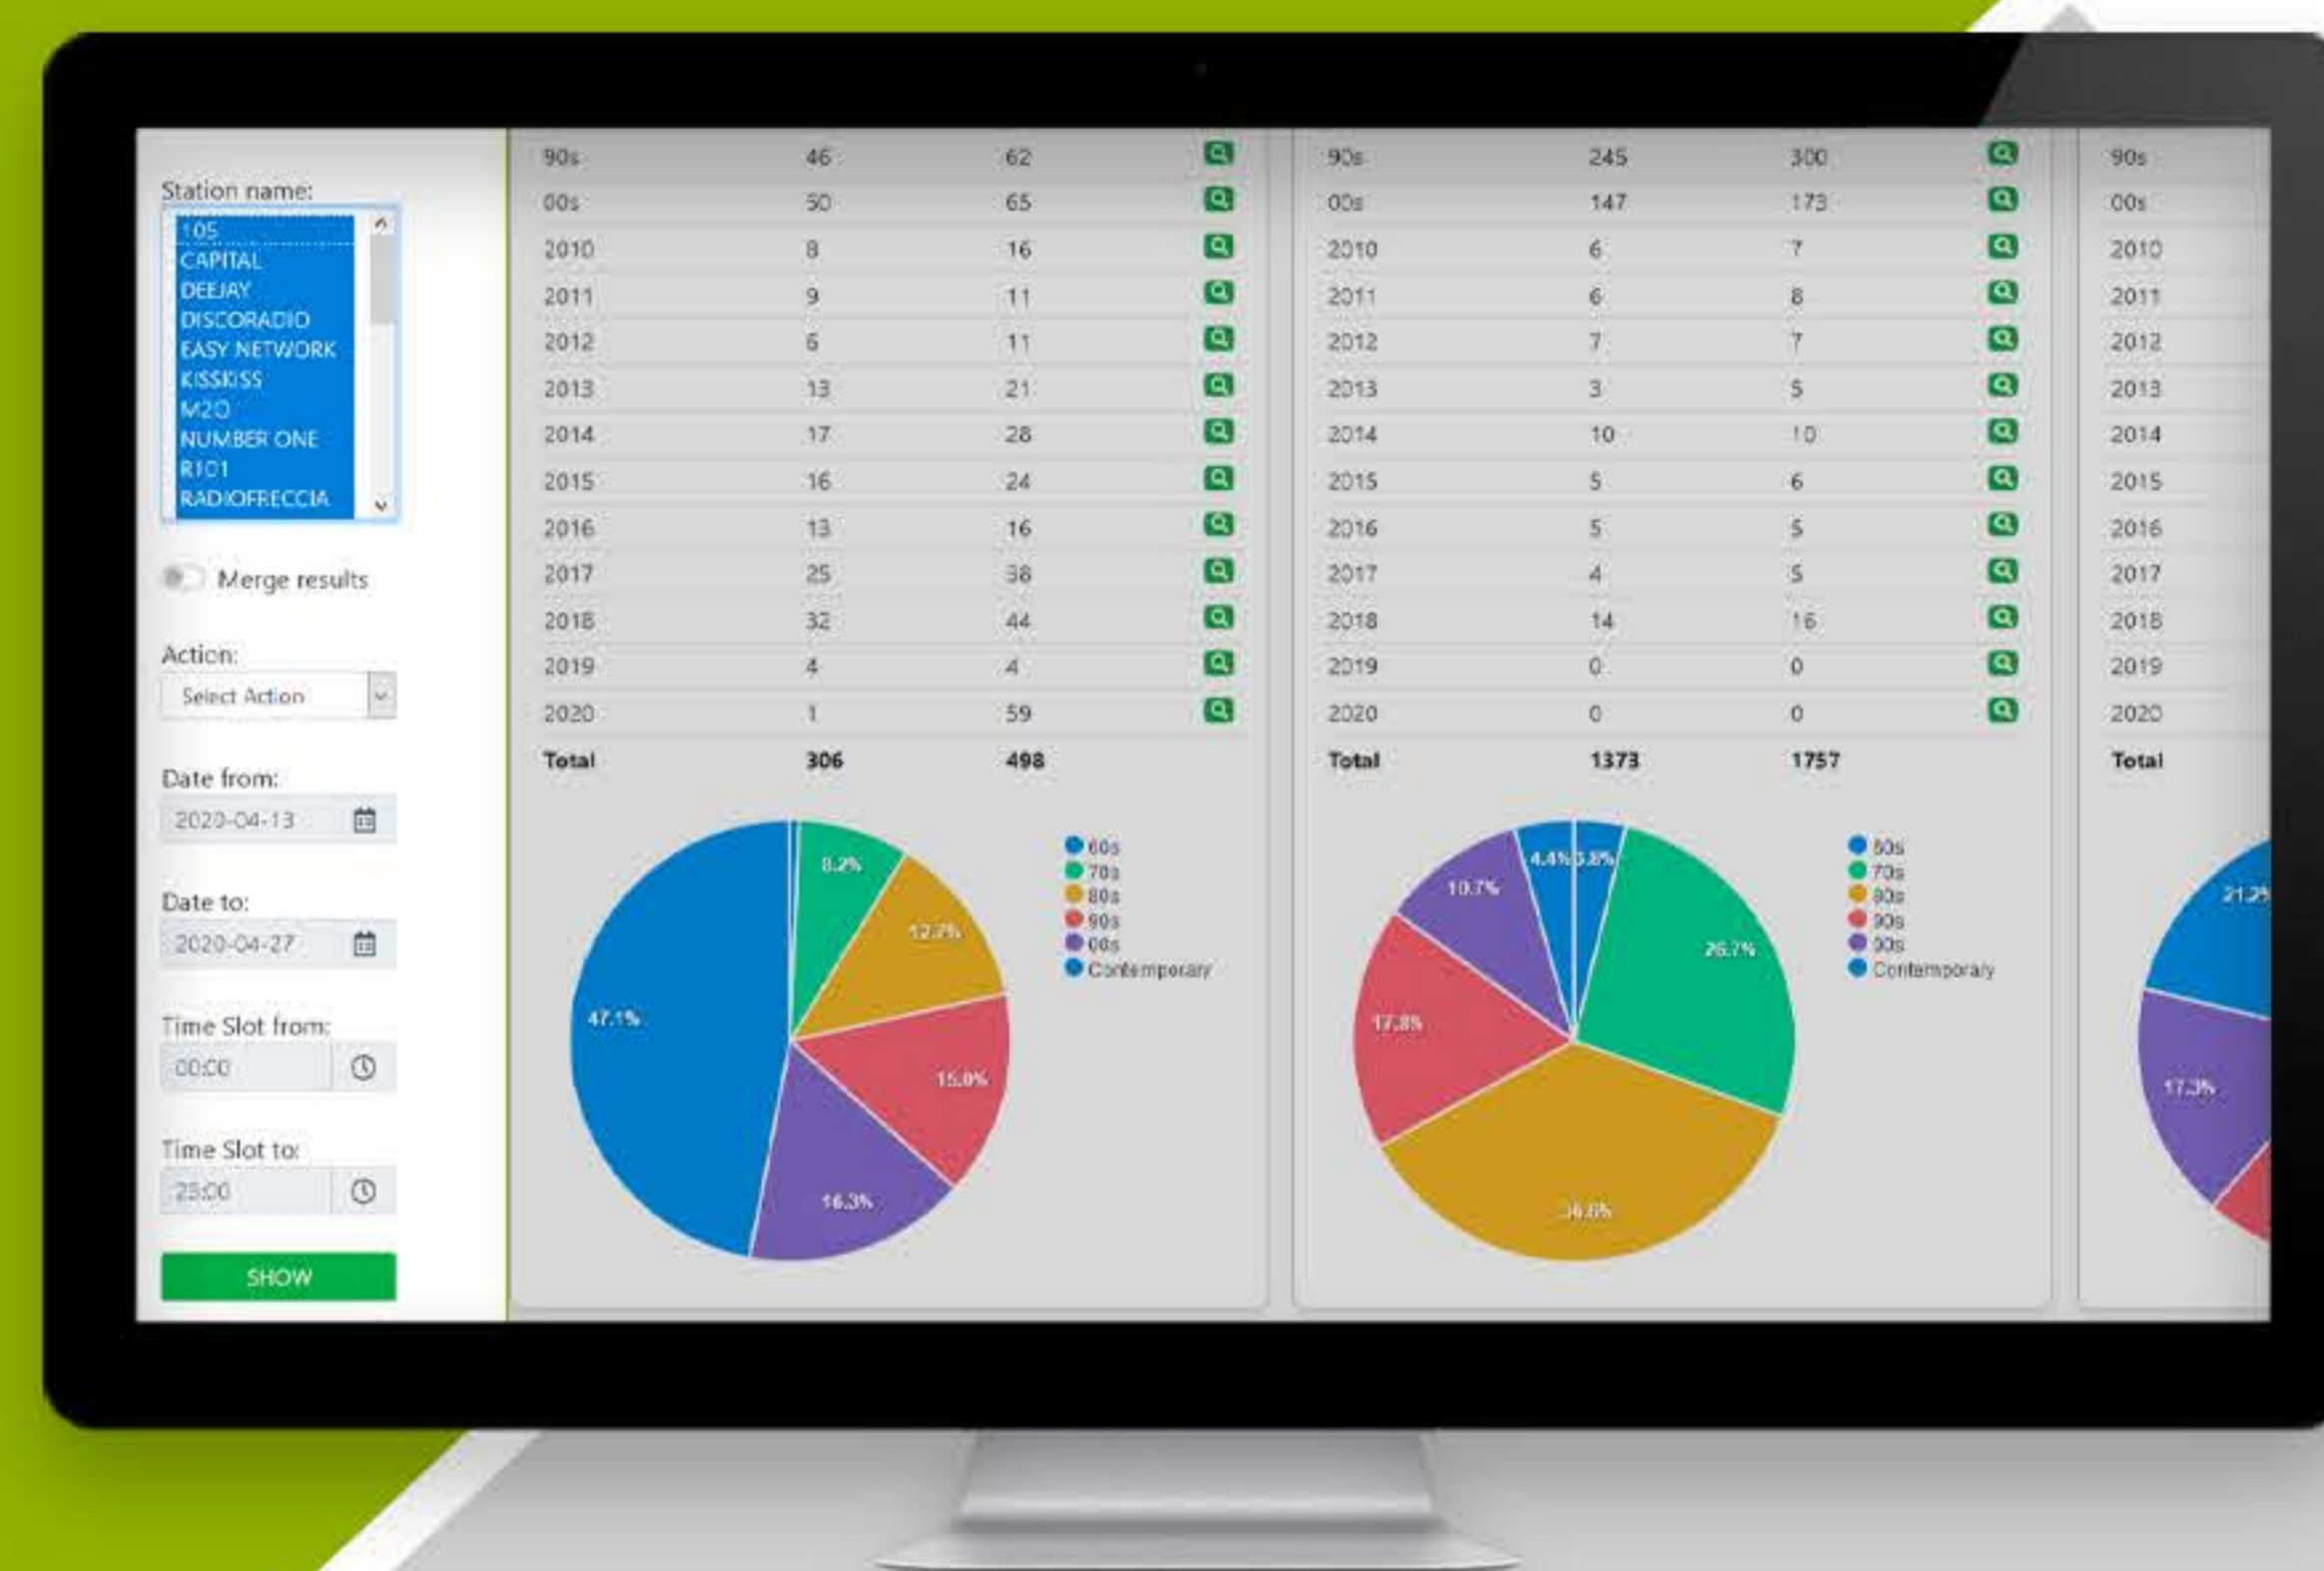 Station name:
105
CAPITAL
DEEJAY
DISCORADIO
EASY NETWORK
KISSKISS
M2O
NUMBER ONE
R101
RADIOFRECCIA
Merge results
Action:
Select Action
Date from:
2020-04-13
Date to:
2020-04-27
Time Slot from:
00:00
Time Slot to:
SHOW
90s 46 62
00s 50 65
2010 8 16
2011 9 11
2012 6 11
2013 13 21
2014 17 28
2015 16 24
2016 13 16
2017 25 38
2018 32 44
2019 4 4
2020 1 59
Total 306 498
8.2%
12.7%
15.0%
16.3%
47.1%
60s
70s
80s
90s
00s
Contemporary
90s 245 300
00s 147 173
2010 6 7
2011 6 8
2012 7 7
2013 3 5
2014 10 10
2015 5 6
2016 5 5
2017 4 5
2018 14 16
2019 0 0
2020 0 0
Total 1373 1757
4.4%
3.8%
26.7%
36.6%
17.8%
10.7%
60s
70s
80s
90s
00s
Contemporary
90s
00s
2010
2011
2012
2013
2014
2015
2016
2017
2018
2019
2020
Total
21.2%
17.3%